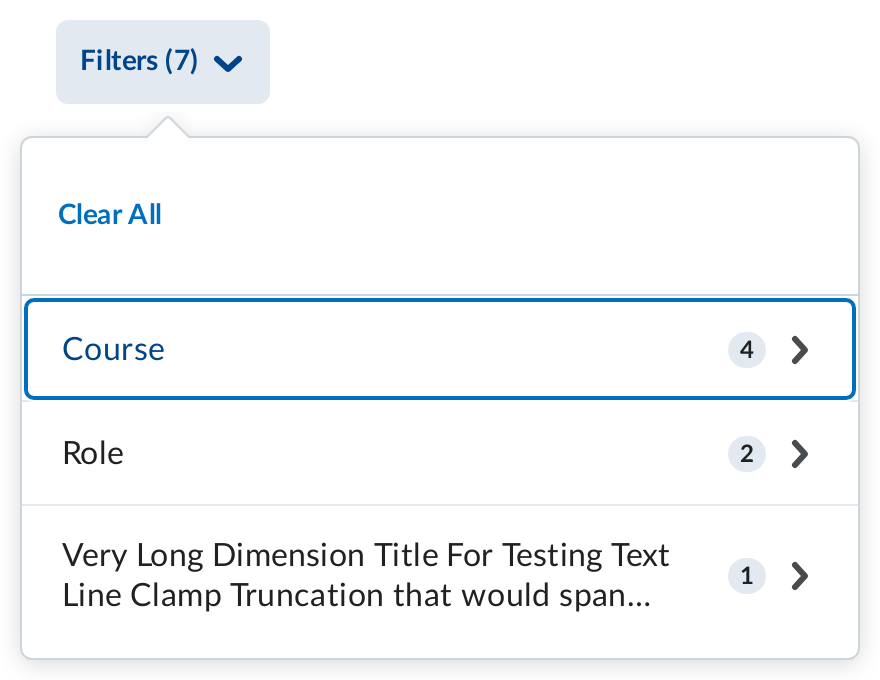 Filters (7)
Clear All
Course 4
Role 2
Very Long Dimension Title For Testing Text
Line Clamp Truncation that would span...
1